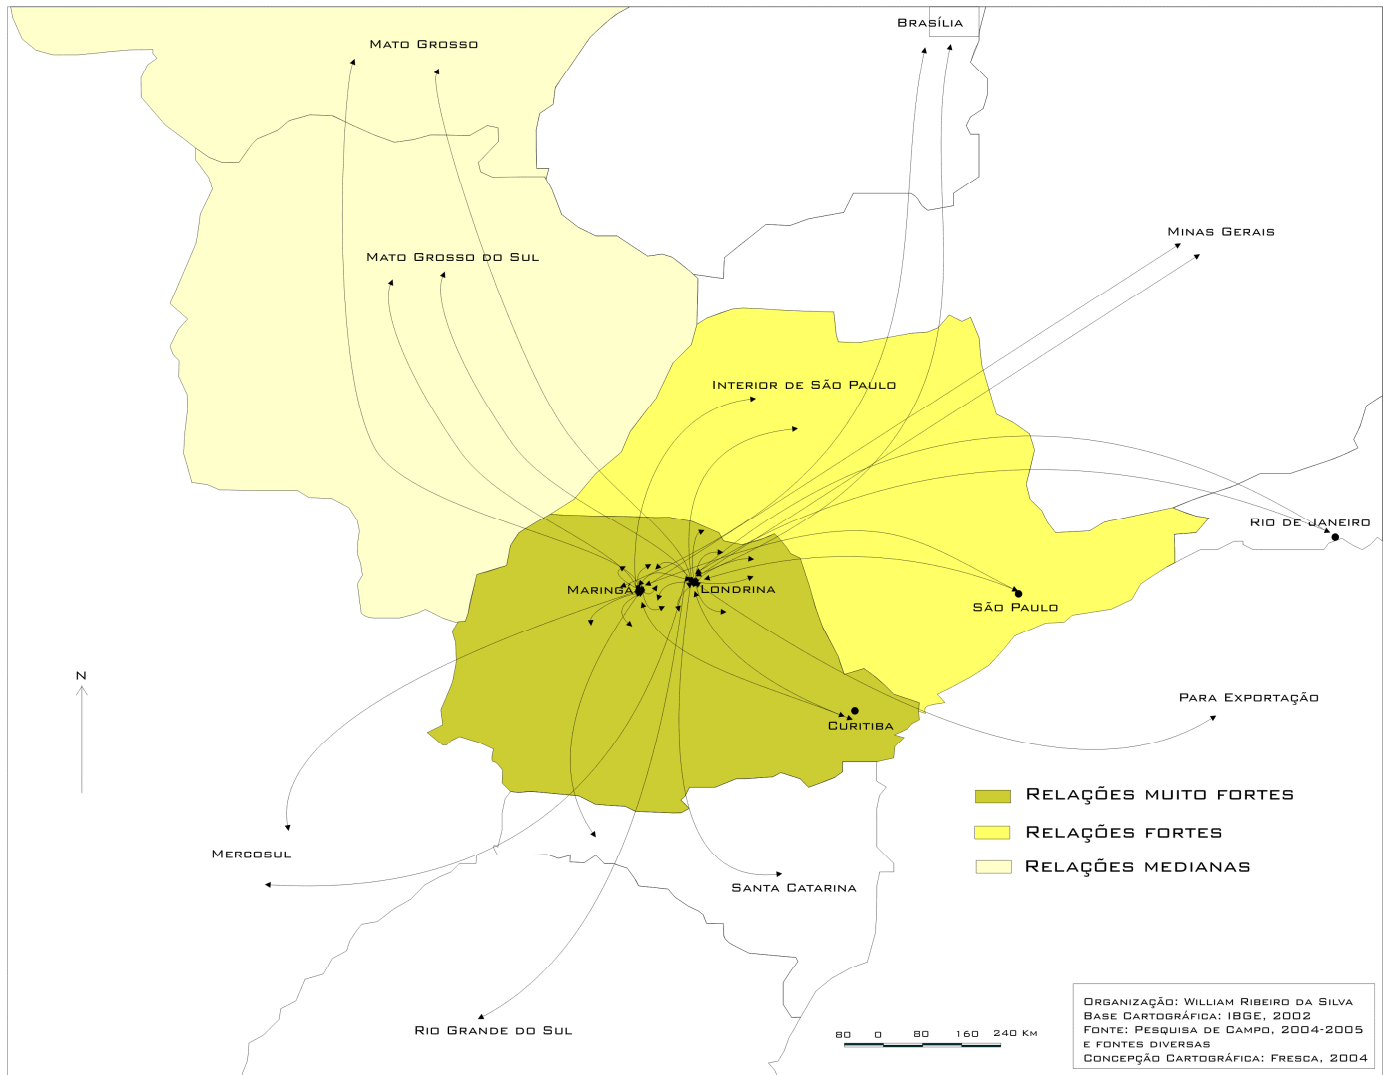 Brasília
Mato Grosso
Minas Gerais
Mato Grosso do Sul
Interior de São Paulo
Rio de Janeiro
Maringá
Londrina
São Paulo
N
Para Exportação
Curitiba
Relações muito fortes
Relações fortes
Relações medianas
Mercosul
Santa Catarina
Rio Grande do Sul
80 0 80 160 240 Km
Organização: William Ribeiro da Silva
Base Cartográfica: IBGE, 2002
Fonte: Pesquisa de Campo, 2004-2005
e fontes diversas
Concepção Cartográfica: Fresca, 2004